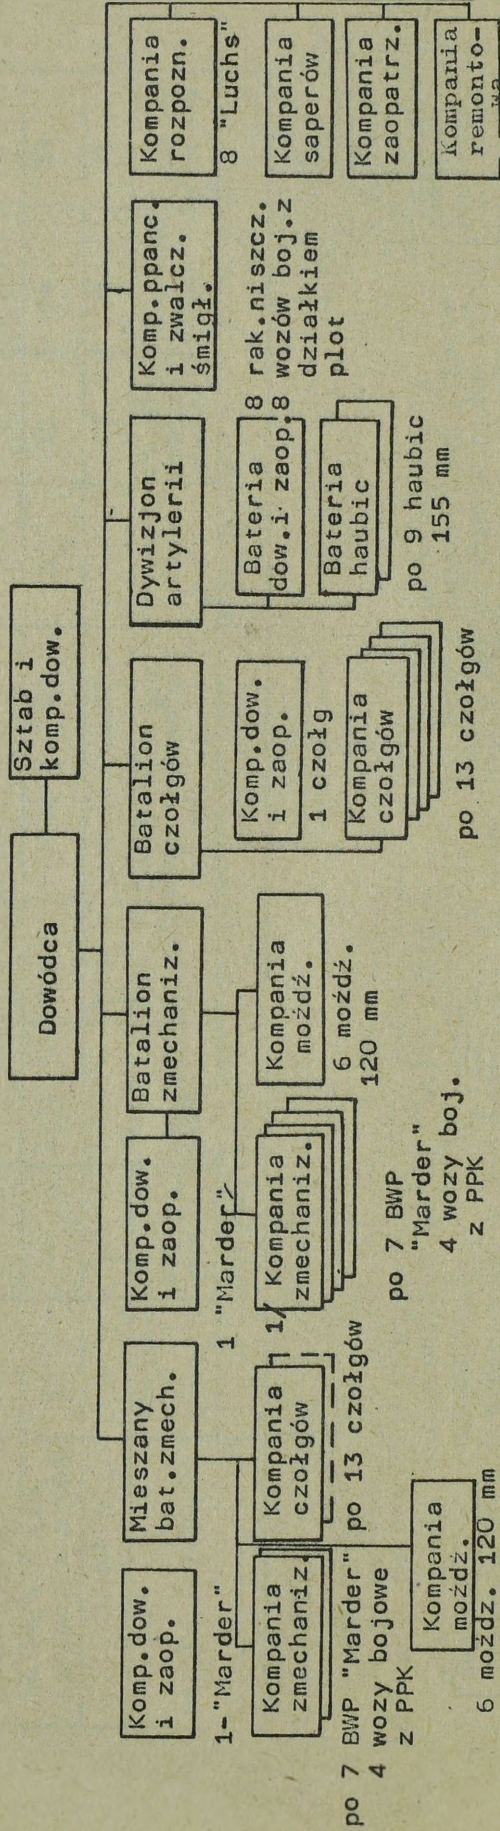 Dowódca
Sztab i
komp.dow.
Komp.dow.
i zaop.
1-"Marder"
Mieszany
bat.zmech.
Kompania
zmechaniz.
po 7 BWP "Marder"
4 wozy bojowe
z PPK
Kompania
czołgów
po 13 czołgów
Kompania
moździ.
6 moździ. 120 mm
Komp.dow.
i zaop.
1 "Marder"
Batalion
zmechaniz.
1/ Kompania
zmechaniz.
po 7 BWP
"Marder"
4 wozy boj.
z PPK
Kompania
moźdź.
6 moźdź.
120 mm
Batalion
czołgów
Komp.dow.
i zaop.
1 czołg
Kompania
czołgów
po 13 czołgów
Dywizjon
artylerii
Bateria
dow.i zaop.
Bateria
haubic
po 9 haubic
155 mm
Komp.ppanc.
i zwalcz.
śmigł.
8 rak.niszcz.
8 wozów boj.z
działkiem
plot
Kompania
rozpozn.
8 "Luchs"
Kompania
saperów
Kompania
zaopatrz.
Kompania
remonto-
wa